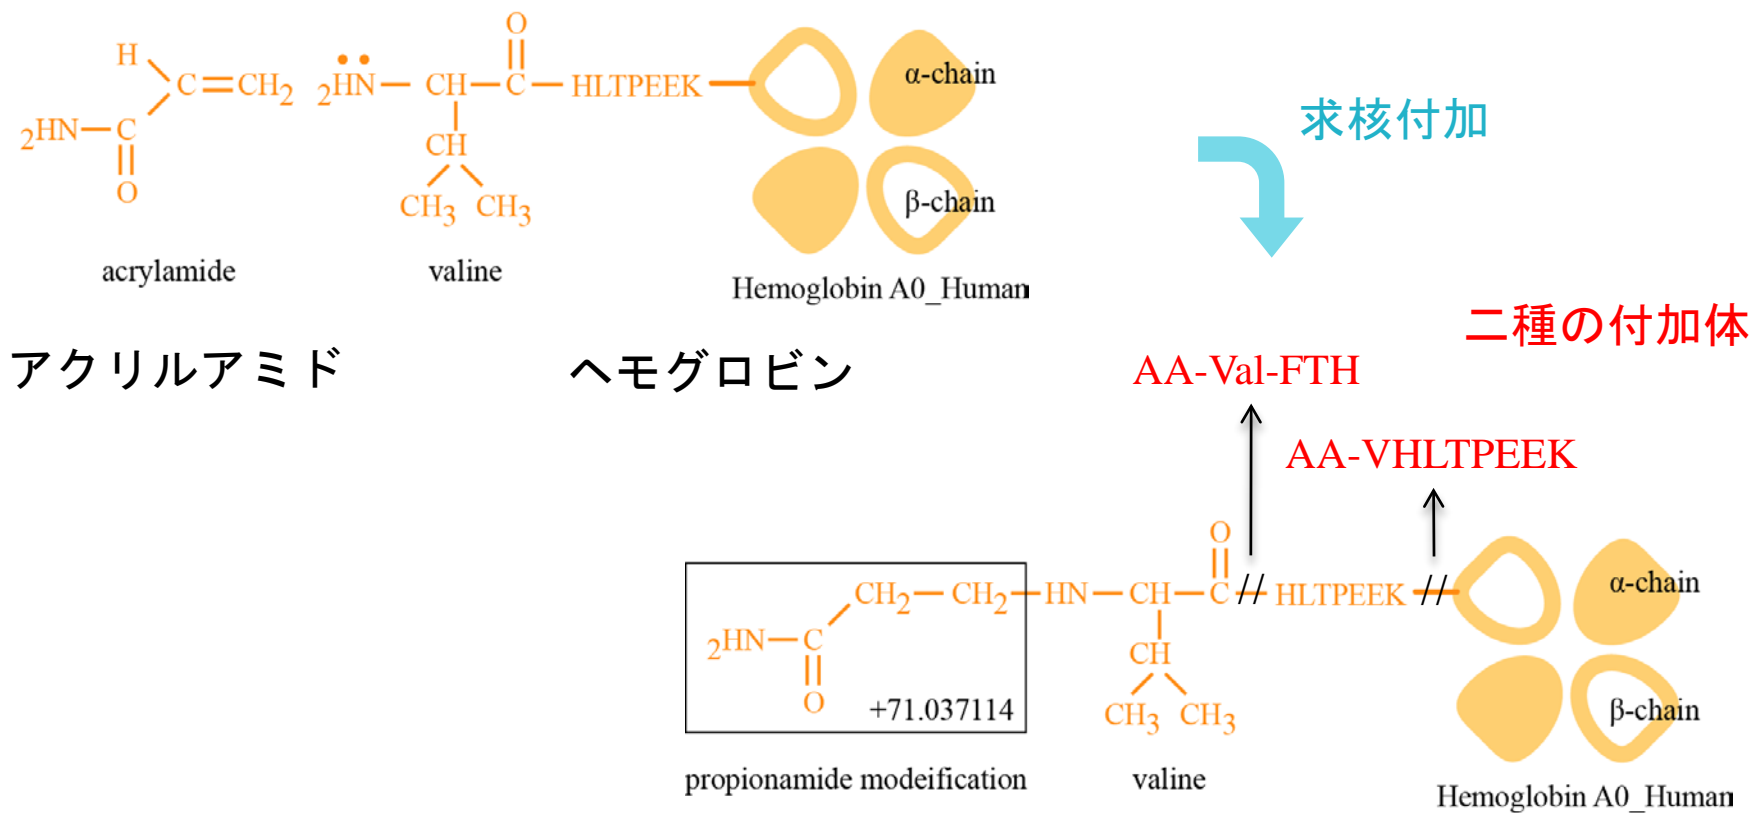 O
H
C=CH2
2HN—CH—C—HLTPEEK
2HN—C
O
CH
CH3 CH3
α-chain
β-chain
acrylamide
valine
Hemoglobin A0_Human
求核付加
アクリルアミド
ヘモグロビン
二種の付加体
AA-Val-FTH
AA-VHLTPEEK
O
CH2—CH2—HN—CH—C//HLTPEEK//
2HN—C
O
CH
CH3 CH3
+71.037114
α-chain
β-chain
propionamide modeification
valine
Hemoglobin A0_Human